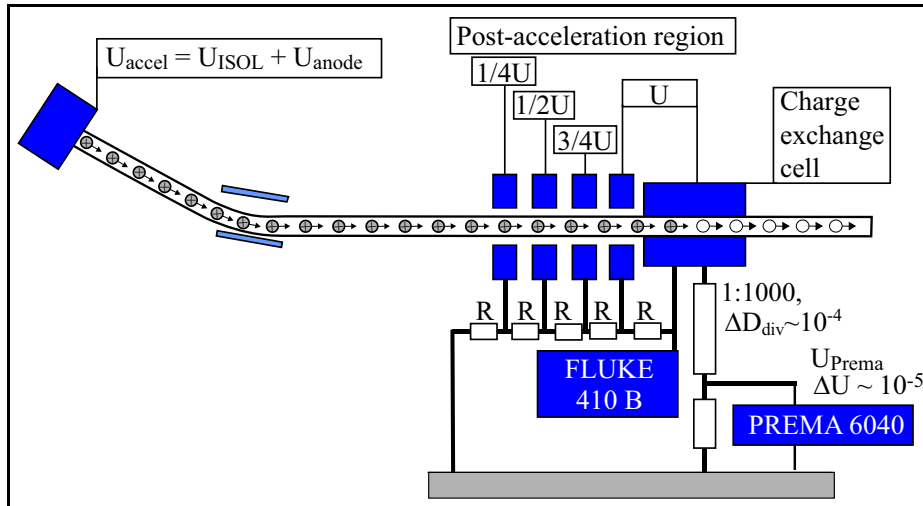 U_accel = U_ISOL + U_anode
Post-acceleration region
1/4U
1/2U
3/4U
U
Charge
exchange
cell
R R R R R
1:1000,
ΔD_div~10^-4
U_Prema
ΔU ~ 10^-5
FLUKE
410 B
PREMA 6040